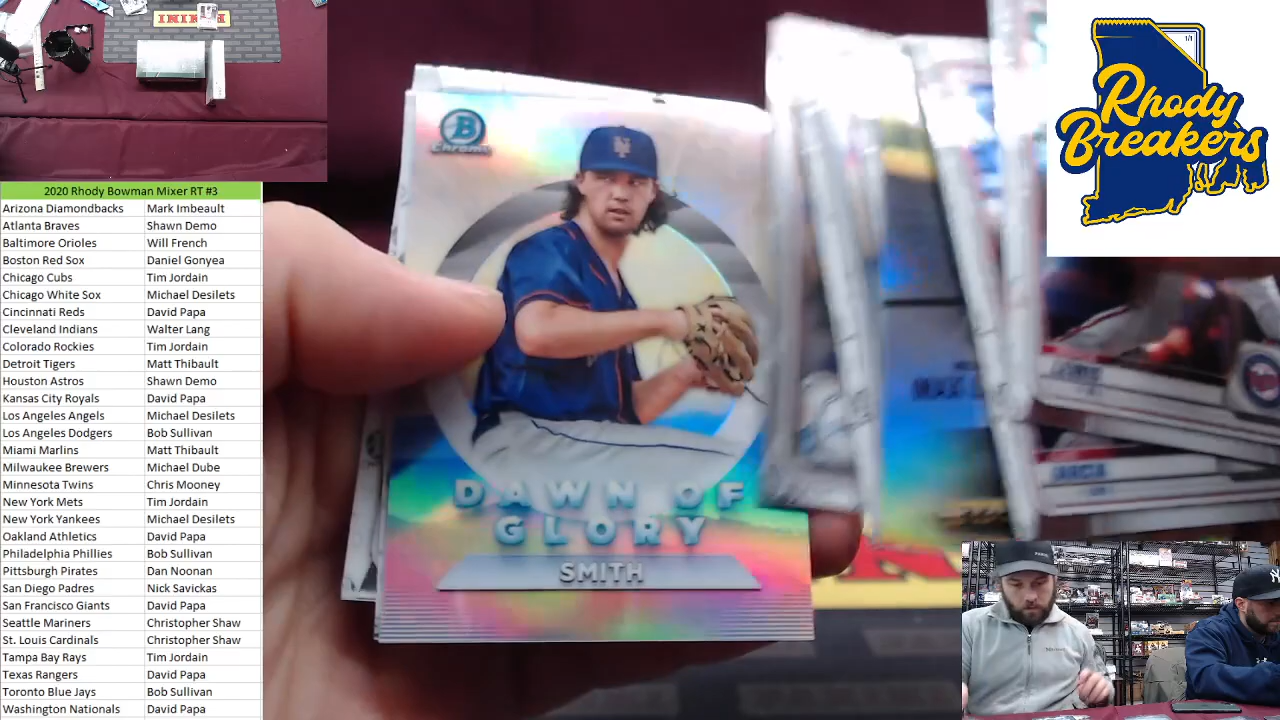 Rhody
Breakers
1/1
2020 Rhody Bowman Mixer RT #3
Arizona Diamondbacks Mark Imbeault
Atlanta Braves Shawn Demo
Baltimore Orioles Will French
Boston Red Sox Daniel Gonyea
Chicago Cubs Tim Jordain
Chicago White Sox Michael Desilets
Cincinnati Reds David Papa
Cleveland Indians Walter Lang
Colorado Rockies Tim Jordain
Detroit Tigers Matt Thibault
Houston Astros Shawn Demo
Kansas City Royals David Papa
Los Angeles Angels Michael Desilets
Los Angeles Dodgers Bob Sullivan
Miami Marlins Matt Thibault
Milwaukee Brewers Michael Dube
Minnesota Twins Chris Mooney
New York Mets Tim Jordain
New York Yankees Michael Desilets
Oakland Athletics David Papa
Philadelphia Phillies Bob Sullivan
Pittsburgh Pirates Dan Noonan
San Diego Padres Nick Savickas
San Francisco Giants David Papa
Seattle Mariners Christopher Shaw
St. Louis Cardinals Christopher Shaw
Tampa Bay Rays Tim Jordain
Texas Rangers David Papa
Toronto Blue Jays Bob Sullivan
Washington Nationals David Papa
B
Chrome
NY
DAWN OF
GLORY
SMITH